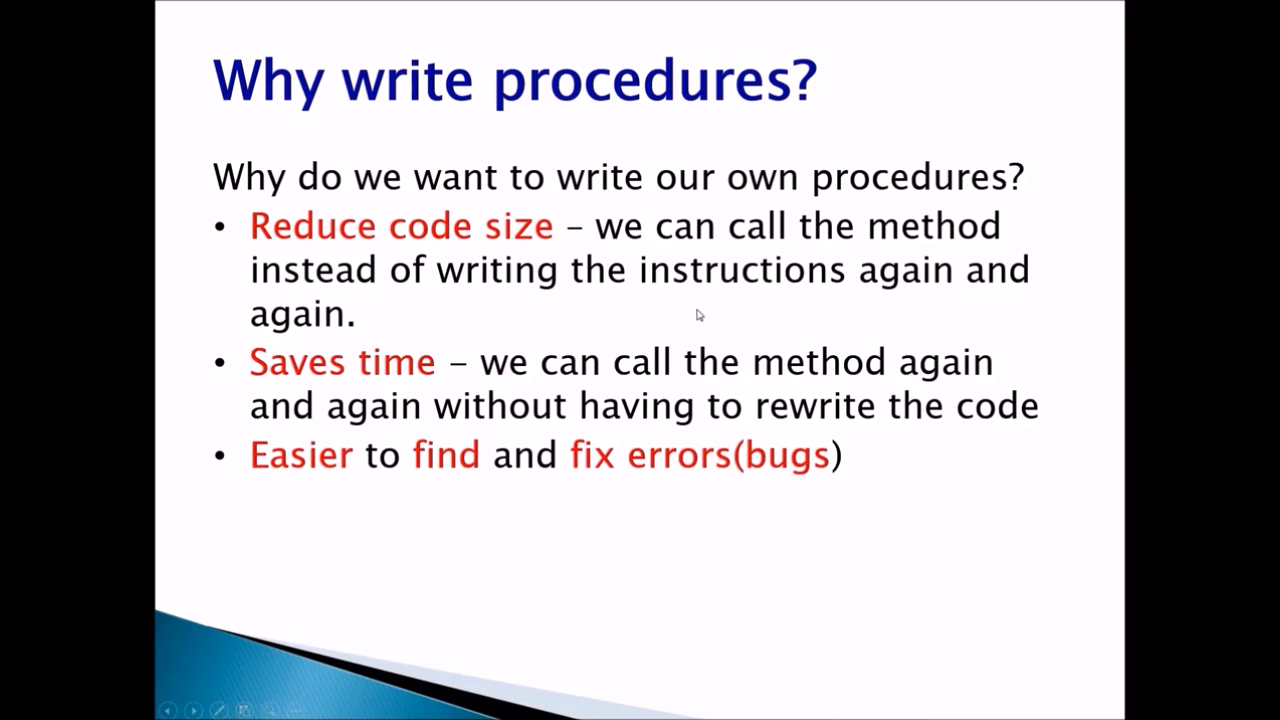 Why write procedures?
Why do we want to write our own procedures?
• Reduce code size – we can call the method
instead of writing the instructions again and
again.
• Saves time – we can call the method again
and again without having to rewrite the code
• Easier to find and fix errors(bugs)